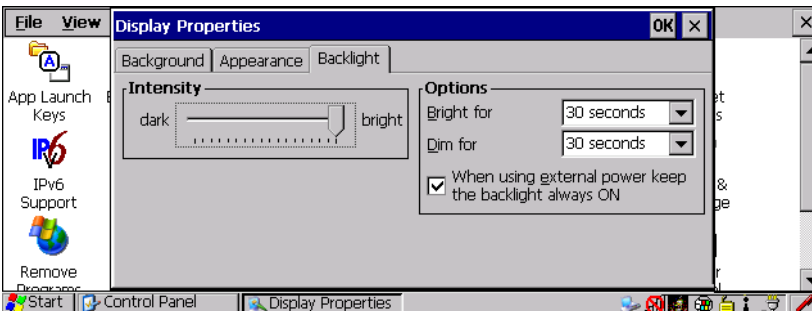 File View
Display Properties
OK
Background Appearance Backlight
App Launch
Keys
IPv6
Support
Remove
Programs
Intensity
dark bright
Options
Bright for 30 seconds
Dim for 30 seconds
When using external power keep
the backlight always ON
&
Start Control Panel Display Properties